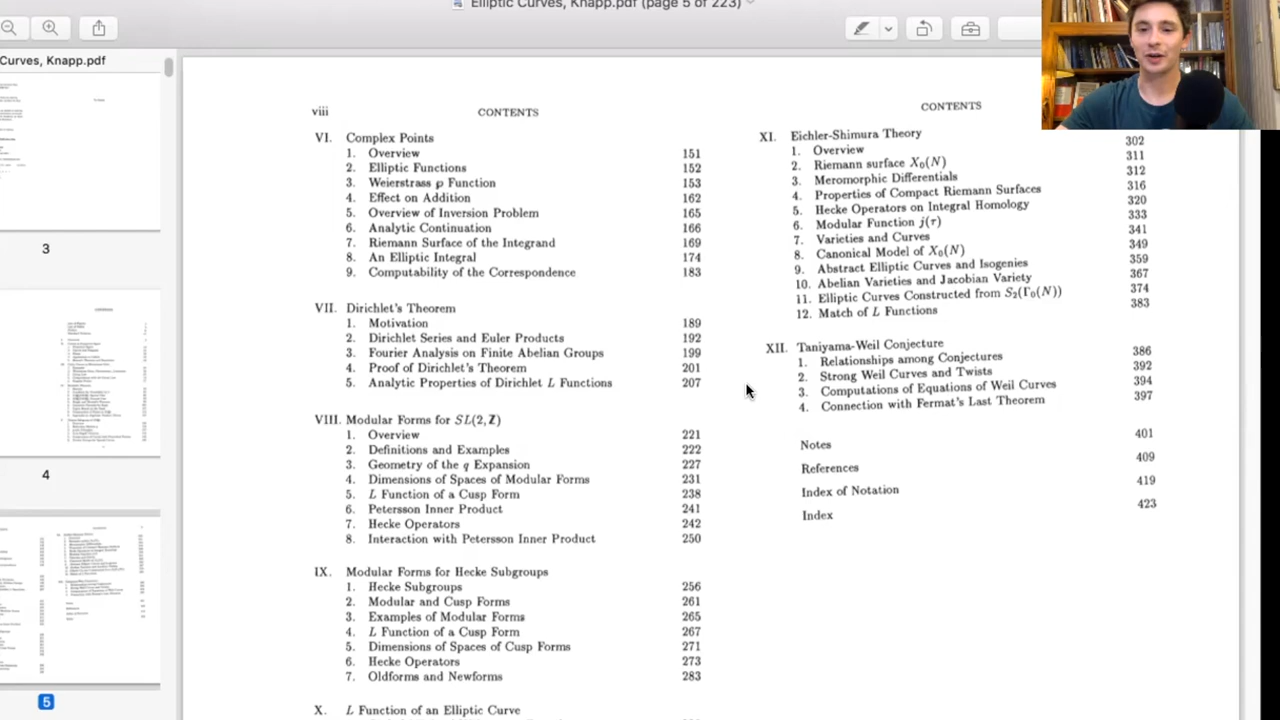 Elliptic Curves, Knapp.pdf (page 5 of 223)
Curves, Knapp.pdf
3
4
5
viii CONTENTS
VI. Complex Points
1. Overview 151
2. Elliptic Functions 152
3. Weierstrass ℘ Function 153
4. Effect on Addition 162
5. Overview of Inversion Problem 165
6. Analytic Continuation 166
7. Riemann Surface of the Integrand 169
8. An Elliptic Integral 174
9. Computability of the Correspondence 183
VII. Dirichlet's Theorem
1. Motivation 189
2. Dirichlet Series and Euler Products 192
3. Fourier Analysis on Finite Abelian Groups 199
4. Proof of Dirichlet's Theorem 201
5. Analytic Properties of Dirichlet L Functions 207
VIII. Modular Forms for SL(2,Z)
1. Overview 221
2. Definitions and Examples 222
3. Geometry of the q Expansion 227
4. Dimensions of Spaces of Modular Forms 231
5. L Function of a Cusp Form 238
6. Petersson Inner Product 241
7. Hecke Operators 242
8. Interaction with Petersson Inner Product 250
IX. Modular Forms for Hecke Subgroups
1. Hecke Subgroups 256
2. Modular and Cusp Forms 261
3. Examples of Modular Forms 265
4. L Function of a Cusp Form 267
5. Dimensions of Spaces of Cusp Forms 271
6. Hecke Operators 273
7. Oldforms and Newforms 283
X. L Function of an Elliptic Curve
CONTENTS
XI. Eichler-Shimura Theory
1. Overview 302
2. Riemann surface X₀(N) 311
3. Meromorphic Differentials 312
4. Properties of Compact Riemann Surfaces 316
5. Hecke Operators on Integral Homology 320
6. Modular Function j(τ) 333
7. Varieties and Curves 341
8. Canonical Model of X₀(N) 349
9. Abstract Elliptic Curves and Isogenies 359
10. Abelian Varieties and Jacobian Variety 367
11. Elliptic Curves Constructed from S₂(Γ₀(N)) 374
12. Match of L Functions 383
XII. Taniyama-Weil Conjecture
1. Relationships among Conjectures 386
2. Strong Weil Curves and Twists 392
3. Computations of Equations of Weil Curves 394
4. Connection with Fermat's Last Theorem 397
Notes 401
References 409
Index of Notation 419
Index 423